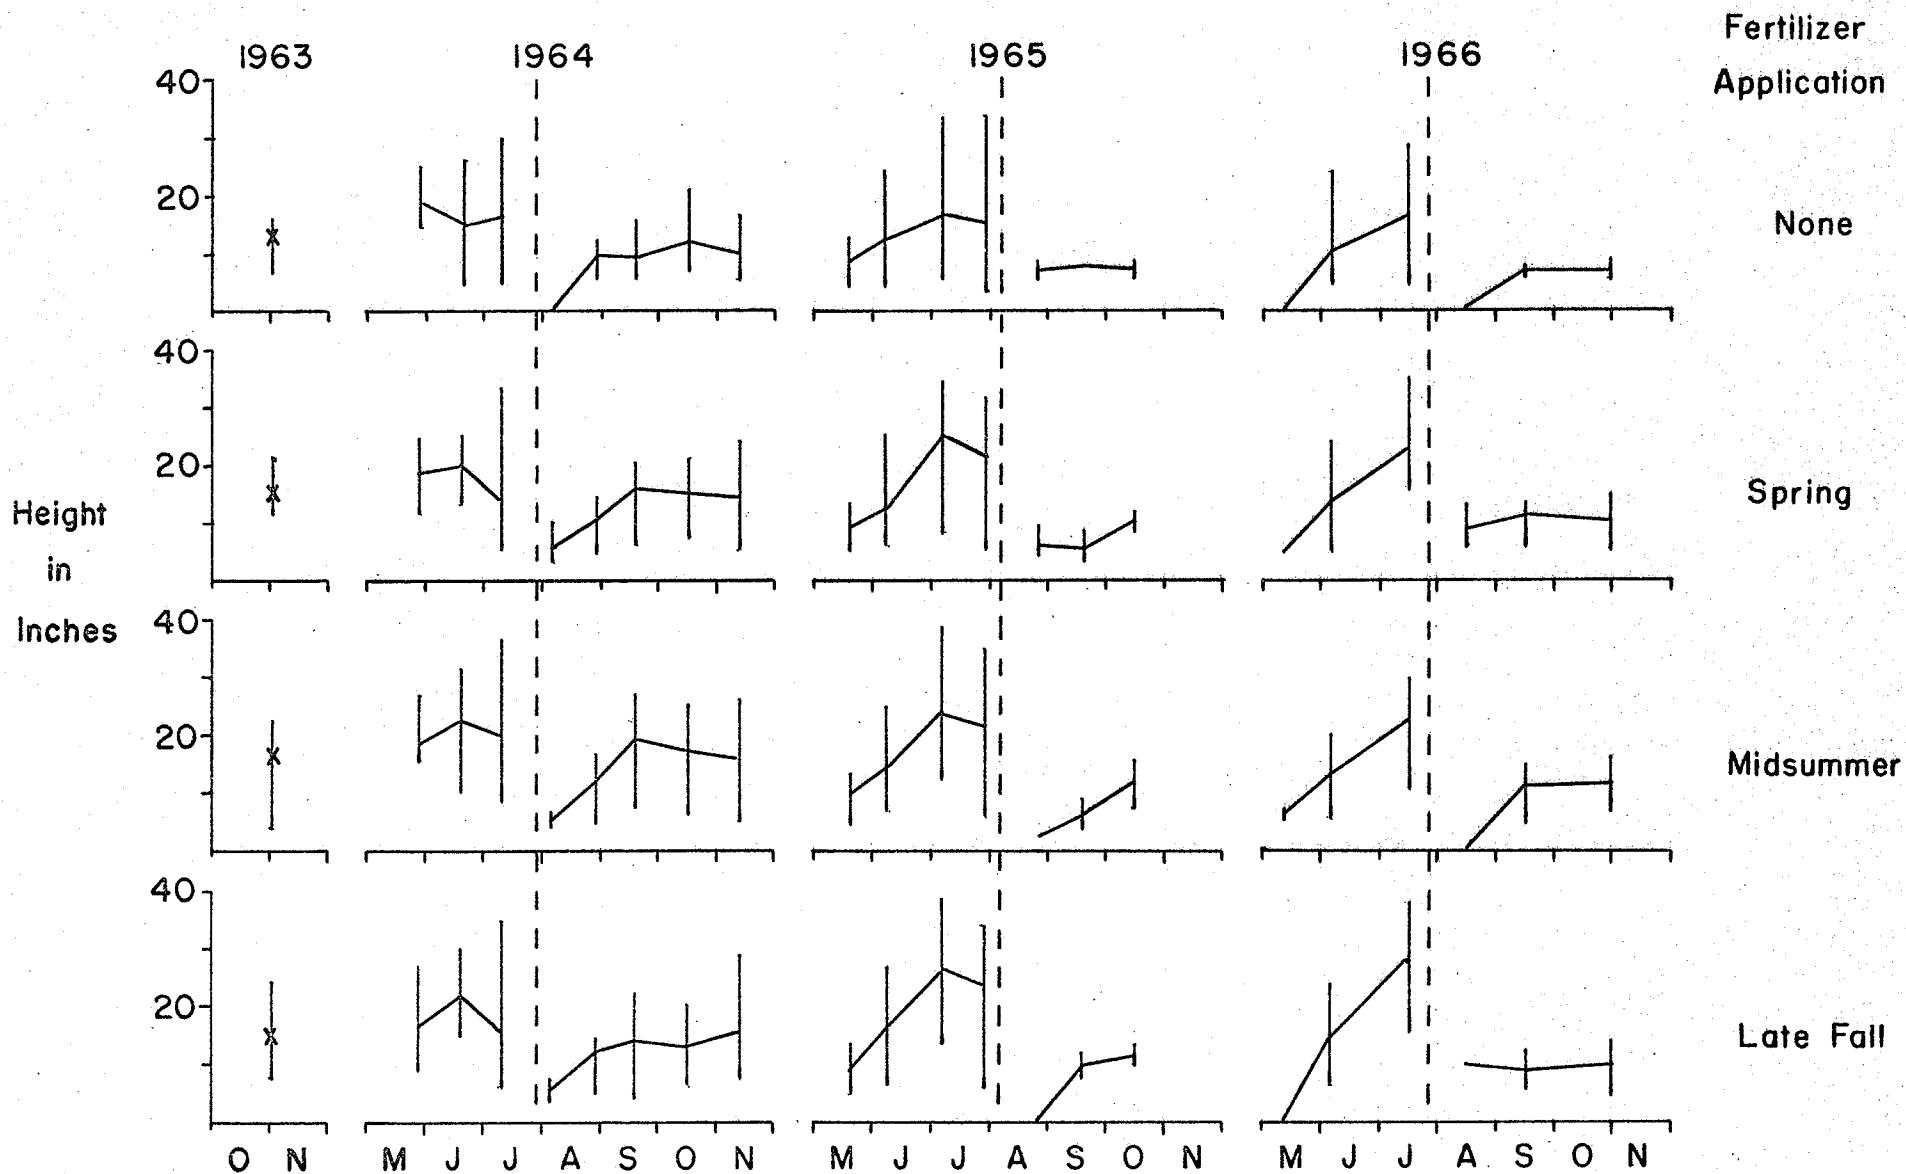 1963 1964 1965 1966
Fertilizer
Application
40
20
None
40
20
Spring
Height
in
Inches
40
20
Midsummer
40
20
Late Fall
O N M J J A S O N M J J A S O N M J J A S O N